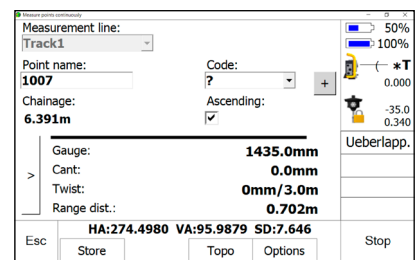 Measure points continuously
Measurement line:
Track1
50%
100%
Point name:
Code:
1007
?
+
*T
0.000
Chainage:
Ascending:
6.391m
-35.0
0.340
Ueberlapp.
Gauge:
1435.0mm
Cant:
0.0mm
>
Twist:
0mm/3.0m
Range dist.:
0.702m
HA:274.4980 VA:95.9879 SD:7.646
Esc
Store
Topo
Options
Stop